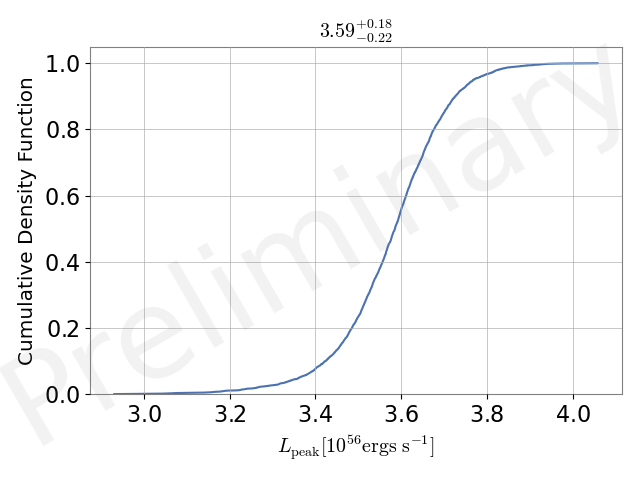 3.59^{+0.18}_{-0.22}
1.0
0.8
0.6
0.4
0.2
0.0
Cumulative Density Function
Preliminary
3.0 3.2 3.4 3.6 3.8 4.0
L_{peak}[10^{56}ergs s^{-1}]